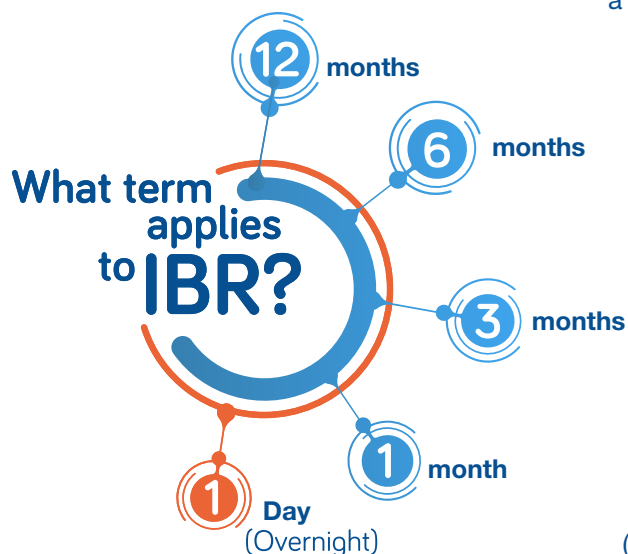 a
12 months
6 months
What term
applies
to IBR?
3 months
1 month
1 Day
(Overnight)
(